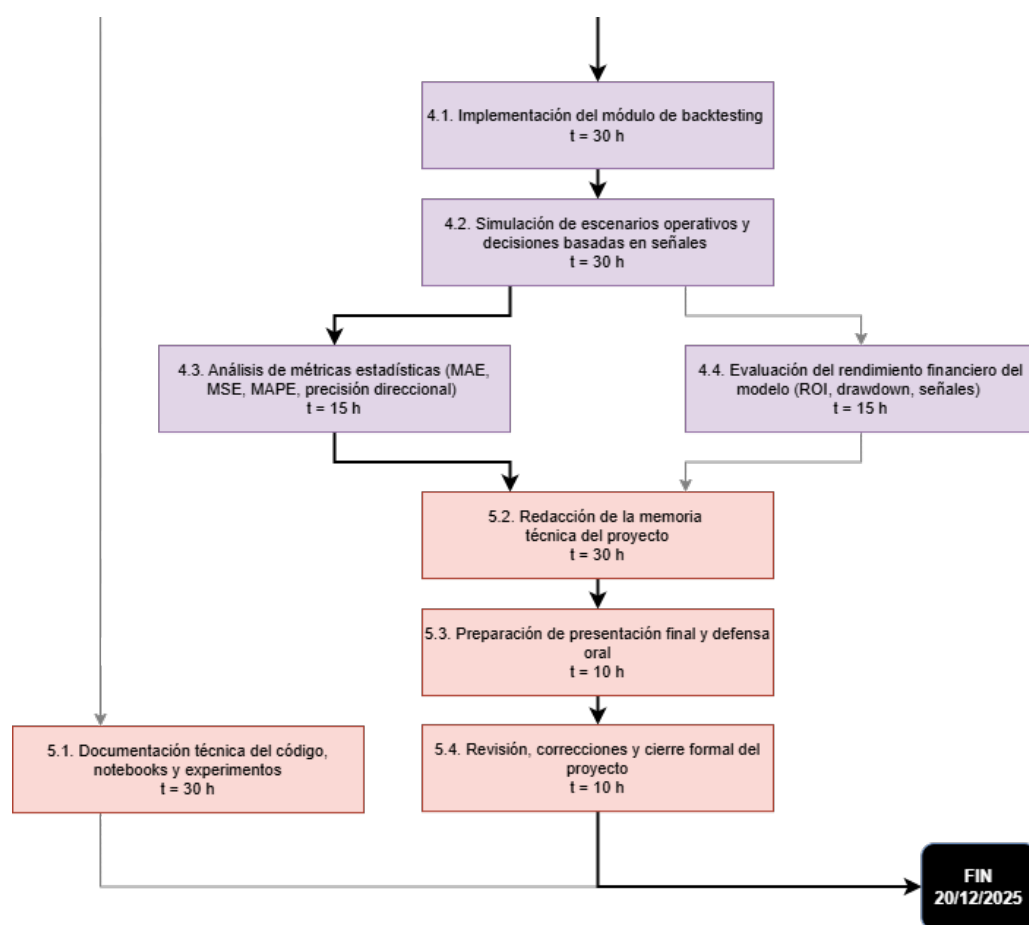 4.1. Implementación del módulo de backtesting
t = 30 h
4.2. Simulación de escenarios operativos y
decisiones basadas en señales
t = 30 h
4.3. Análisis de métricas estadísticas (MAE,
MSE, MAPE, precisión direccional)
t = 15 h
4.4. Evaluación del rendimiento financiero del
modelo (ROI, drawdown, señales)
t = 15 h
5.2. Redacción de la memoria
técnica del proyecto
t = 30 h
5.3. Preparación de presentación final y defensa
oral
t = 10 h
5.1. Documentación técnica del código,
notebooks y experimentos
t = 30 h
5.4. Revisión, correcciones y cierre formal del
proyecto
t = 10 h
FIN
20/12/2025